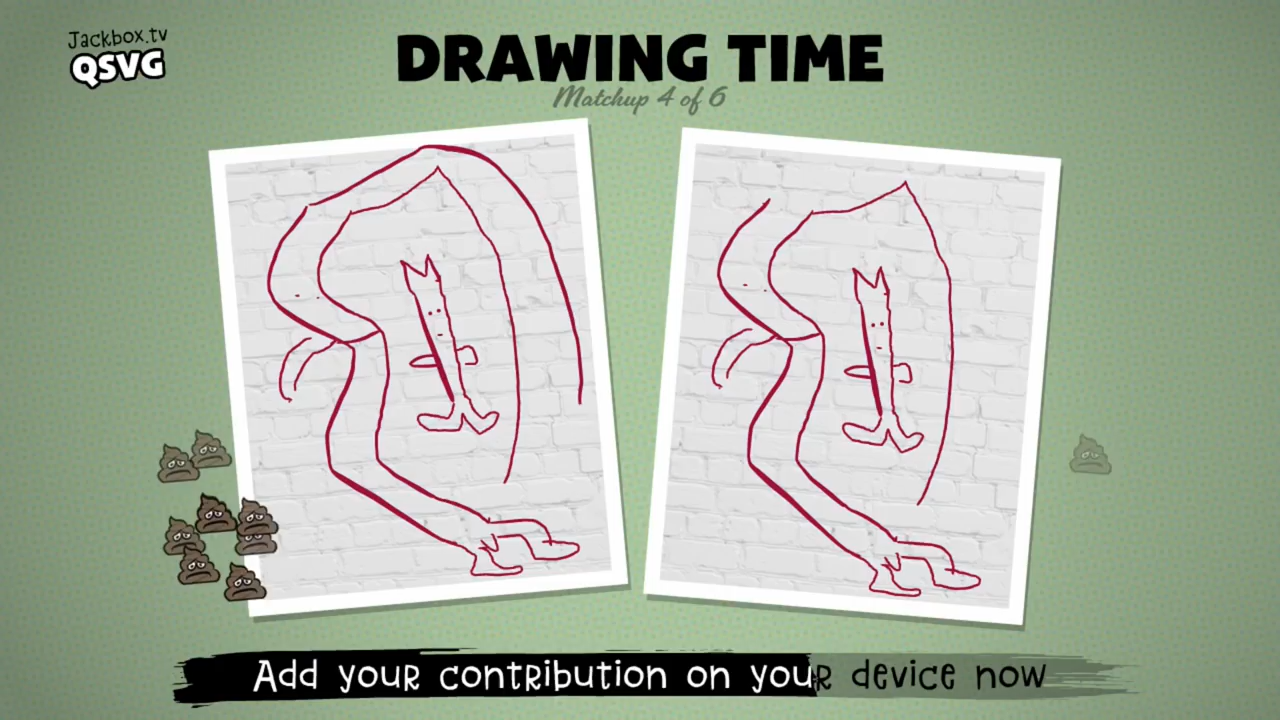 Jackbox.tv
QSVG
DRAWING TIME
Matchup 4 of 6
Add your contribution on your device now